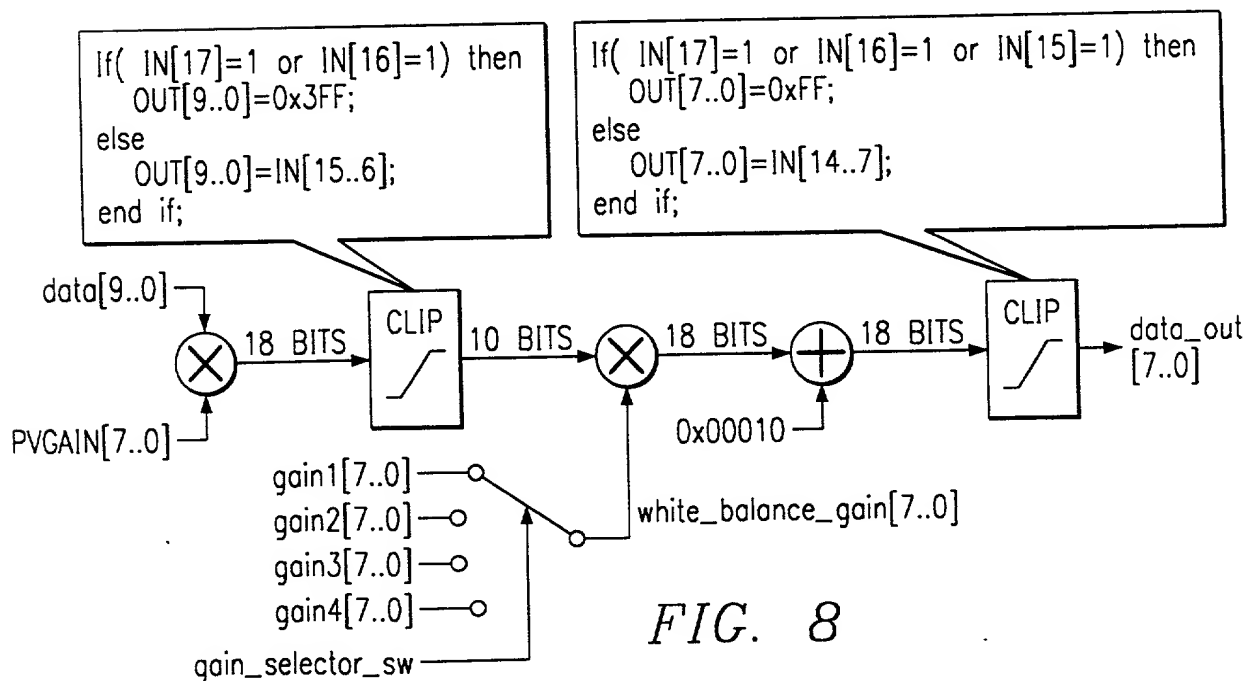 If( IN[17]=1 or IN[16]=1) then
OUT[9..0]=0x3FF;
else
OUT[9..0]=IN[15..6];
end if;
If( IN[17]=1 or IN[16]=1 or IN[15]=1) then
OUT[7..0]=0xFF;
else
OUT[7..0]=IN[14..7];
end if;
data[9..0]
18 BITS
CLIP
10 BITS
18 BITS
18 BITS
CLIP
data_out
[7..0]
PVGAIN[7..0]
0x00010
gain1[7..0]
gain2[7..0]
gain3[7..0]
gain4[7..0]
white_balance_gain[7..0]
gain_selector_sw
FIG. 8